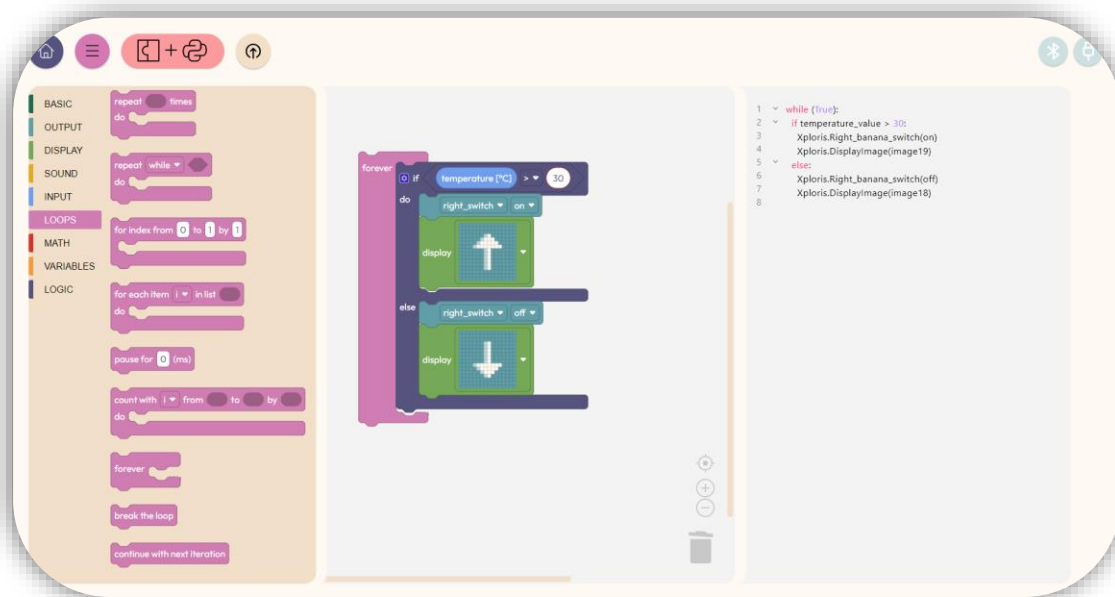 BASIC
OUTPUT
DISPLAY
SOUND
INPUT
LOOPS
MATH
VARIABLES
LOGIC
repeat times
do
repeat while
do
for index from 0 to 1 by 1
for each item i in list
do
pause for 0 (ms)
count with i from to by
do
forever
break the loop
continue with next iteration
forever
if temperature [°C] > 30
do
right_switch on
display
else
right_switch off
display
1 while (True):
2 if temperature_value > 30:
3 Xploris.Right_banana_switch(on)
4 Xploris.DisplayImage(image19)
5 else:
6 Xploris.Right_banana_switch(off)
7 Xploris.DisplayImage(image18)
8